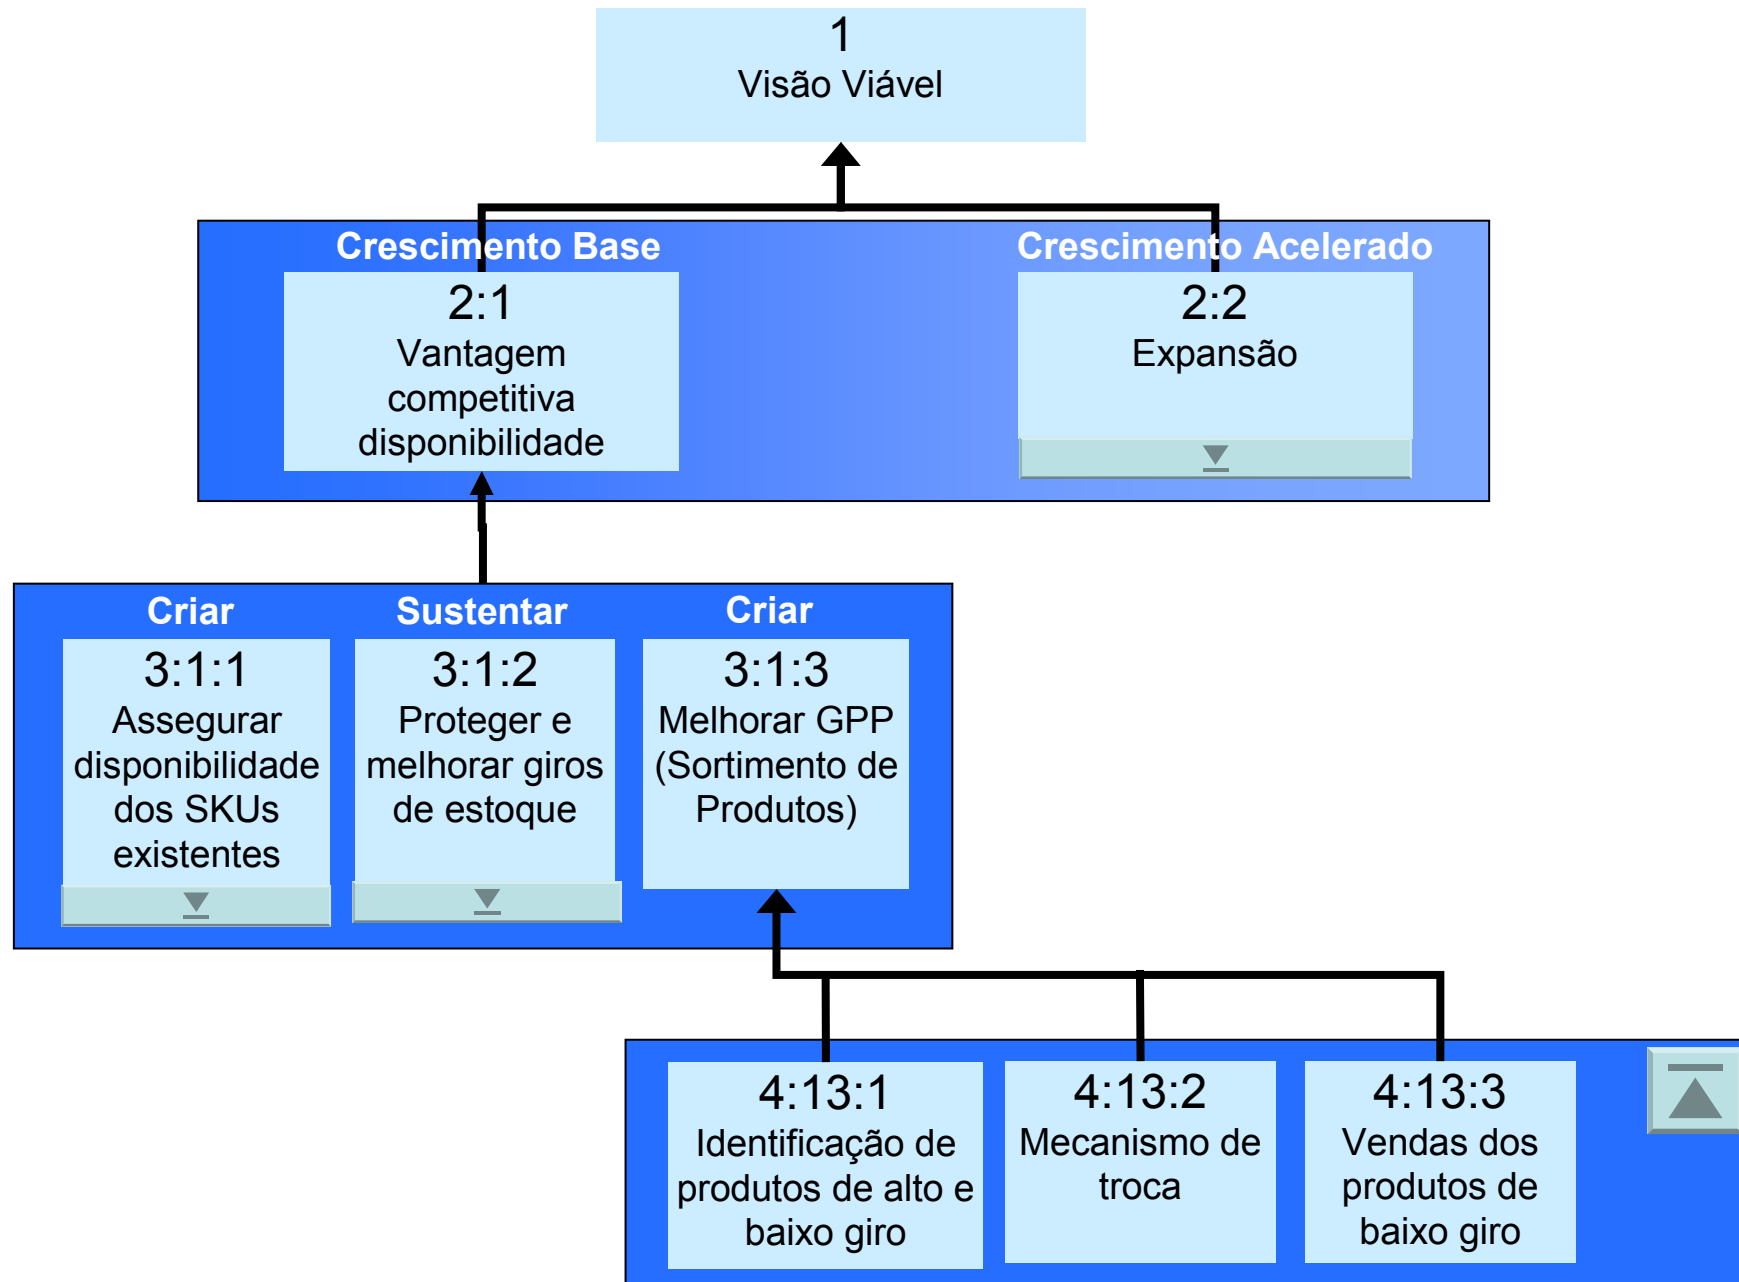 1
Visão Viável
Crescimento Base
Crescimento Acelerado
2:1
Vantagem
competitiva
disponibilidade
2:2
Expansão
Criar
Sustentar
Criar
3:1:1
Assegurar
disponibilidade
dos SKUs
existentes
3:1:2
Proteger e
melhorar giros
de estoque
3:1:3
Melhorar GPP
(Sortimento de
Produtos)
4:13:1
Identificação de
produtos de alto e
baixo giro
4:13:2
Mecanismo de
troca
4:13:3
Vendas dos
produtos de
baixo giro